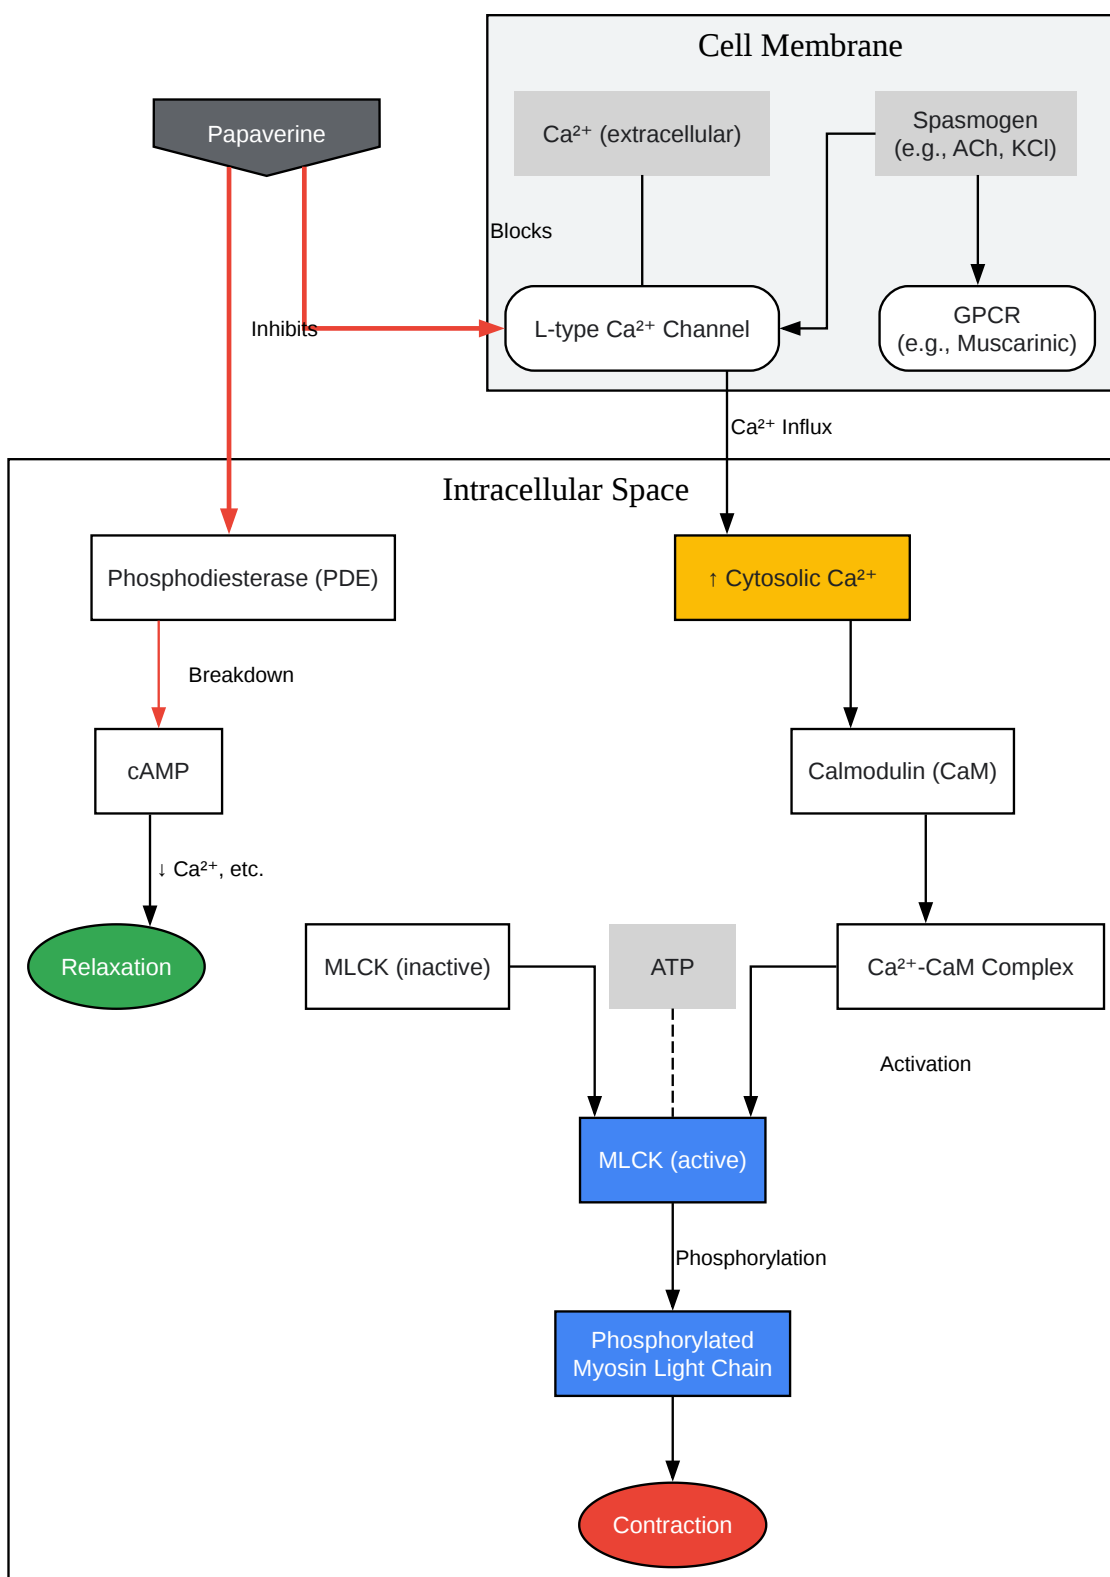 Cell Membrane
Papaverine
Ca²⁺ (extracellular)
Spasmogen
(e.g., ACh, KCl)
Blocks
Inhibits
L-type Ca²⁺ Channel
GPCR
(e.g., Muscarinic)
Ca²⁺ Influx
Intracellular Space
Phosphodiesterase (PDE)
↑ Cytosolic Ca²⁺
Breakdown
cAMP
Calmodulin (CaM)
↓ Ca²⁺, etc.
Relaxation
MLCK (inactive)
ATP
Ca²⁺-CaM Complex
Activation
MLCK (active)
Phosphorylation
Phosphorylated
Myosin Light Chain
Contraction